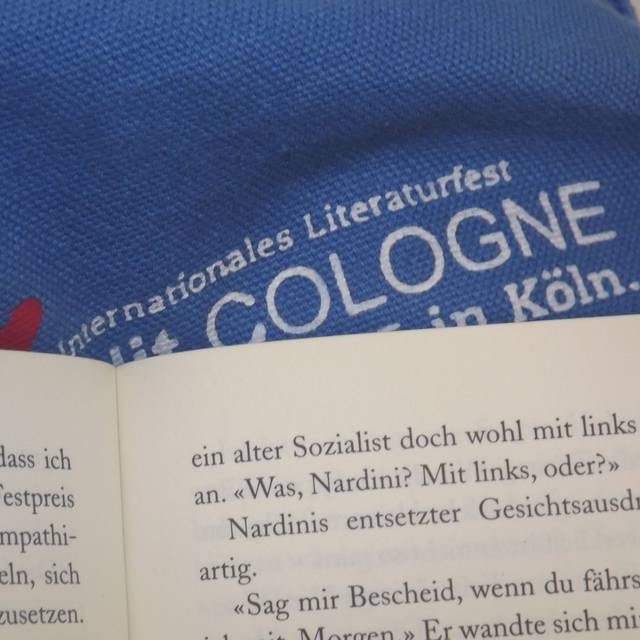 Internationales Literaturfest
lit COLOGNE
in Köln.
dass ich
Festpreis
eln, sich
zusetzen.
ein alter Sozialist doch wohl mit links
an. «Was, Nardini? Mit links, oder?»
Nardinis entsetzter Gesichtsausd
artig.
«Sag mir Bescheid, wenn du fährs
Morgen.» Er wandte sich mi